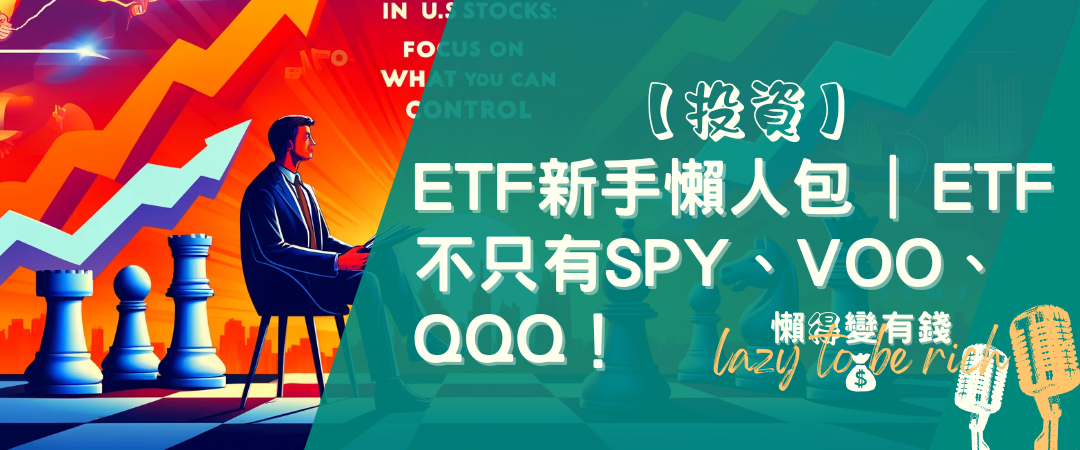 IN U.S STOCKS:
FOCUS ON
WHAT YOU CAN
CONTROL
【投資】
ETF新手懶人包 | ETF
不只有SPY、VOO、
QQQ！
懶得變有錢
lazy to be rich
$